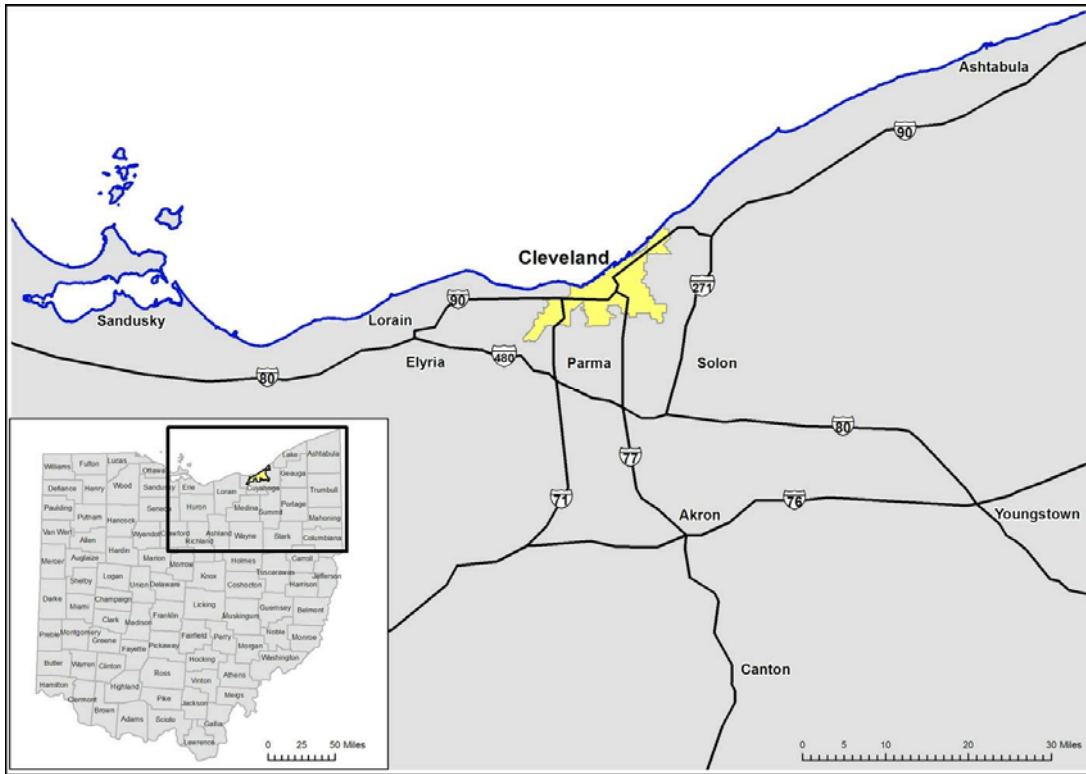 Ashtabula
90
Cleveland
271
90
Sandusky
Lorain
Elyria
480
Parma
Solon
80
80
77
71
76
Akron
Youngstown
Canton
0 5 10 20 30 Miles
Williams
Fulton
Lucas
Ottawa
Lake
Ashtabula
Geauga
Defiance
Henry
Wood
Sandusky
Erie
Lorain
Cuyahoga
Trumbull
Paulding
Putnam
Hancock
Seneca
Huron
Medina
Summit
Portage
Mahoning
Van Wert
Allen
Wyandot
Crawford
Richland
Ashland
Wayne
Stark
Columbiana
Mercer
Auglaize
Hardin
Marion
Morrow
Holmes
Carroll
Tuscarawas
Jefferson
Shelby
Logan
Union
Delaware
Knox
Coshocton
Harrison
Darke
Miami
Champaign
Licking
Guernsey
Belmont
Clark
Madison
Franklin
Muskingum
Preble
Montgomery
Greene
Fayette
Pickaway
Fairfield
Perry
Morgan
Noble
Monroe
Butler
Warren
Clinton
Ross
Hocking
Athens
Washington
Hamilton
Clermont
Highland
Vinton
Meigs
Brown
Adams
Pike
Scioto
Jackson
Gallia
Lawrence
0 25 50 Miles